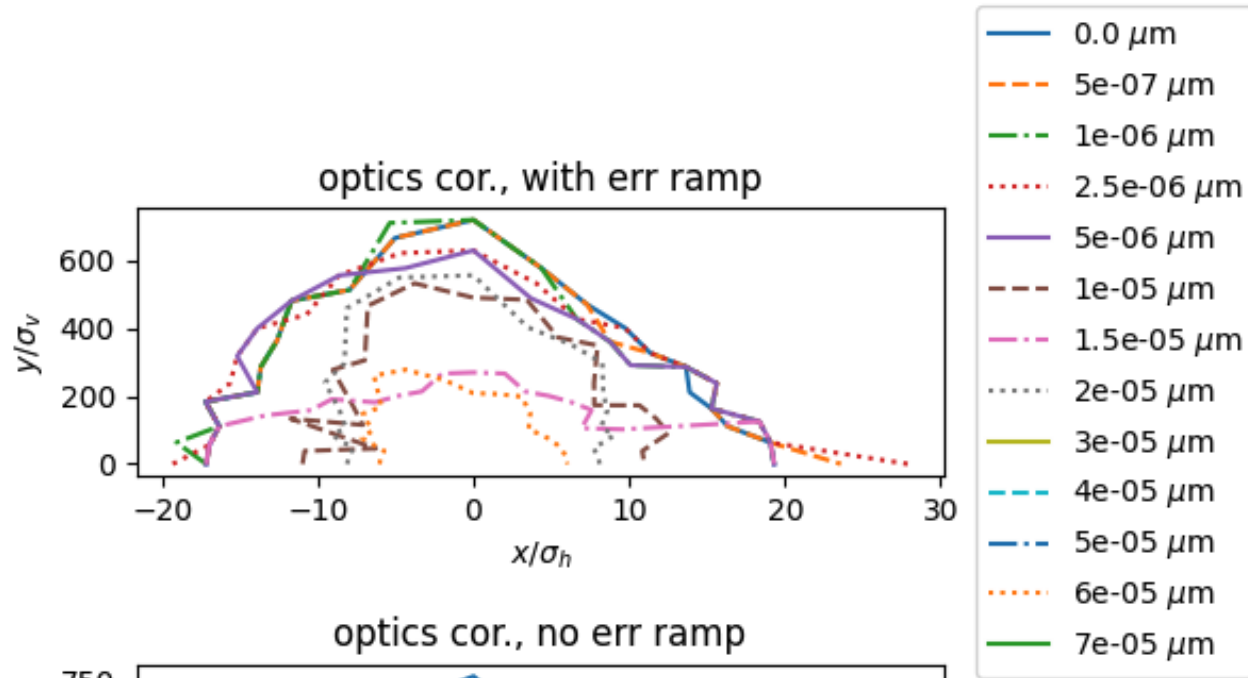 optics cor., with err ramp
y/σ_v
600
400
200
0
−20 −10 0 10 20 30
x/σ_h
optics cor., no err ramp
750
0.0 μm
5e-07 μm
1e-06 μm
2.5e-06 μm
5e-06 μm
1e-05 μm
1.5e-05 μm
2e-05 μm
3e-05 μm
4e-05 μm
5e-05 μm
6e-05 μm
7e-05 μm